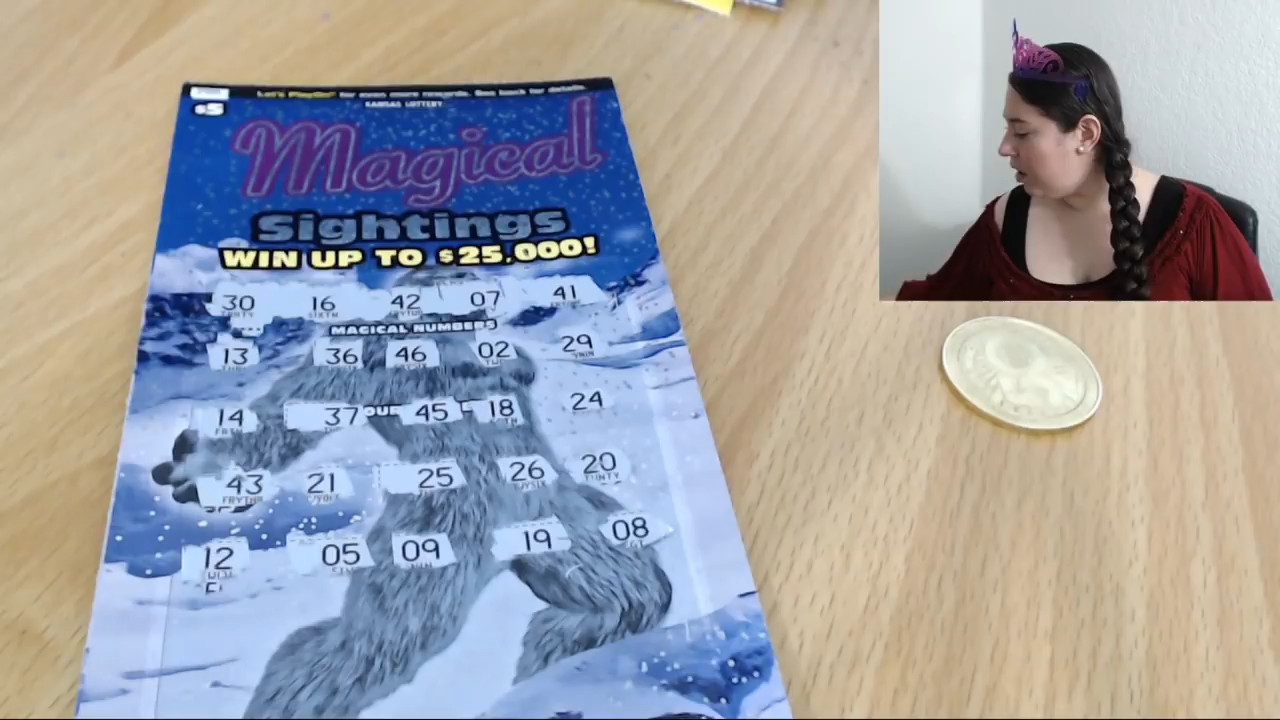 $5
Let's PlayOn® for even more rewards. See back for details.
KANSAS LOTTERY
Magical
Sightings
WIN UP TO $25,000!
30 16 42 07 41
MAGICAL NUMBERS
13 36 46 02 29
14 37 45 18 24
43 21 25 26 20
12 05 09 19 08